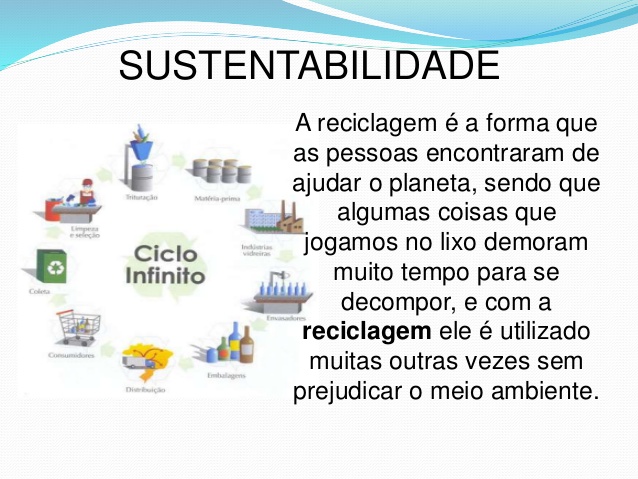 SUSTENTABILIDADE
A reciclagem é a forma que
as pessoas encontraram de
ajudar o planeta, sendo que
algumas coisas que
jogamos no lixo demoram
muito tempo para se
decompor, e com a
reciclagem ele é utilizado
muitas outras vezes sem
prejudicar o meio ambiente.
Ciclo
Infinito
Trituração
Matéria-prima
Indústrias
vidreiras
Envasadores
Embalagens
Distribuição
Consumidores
Coleta
Limpeza
e seleção